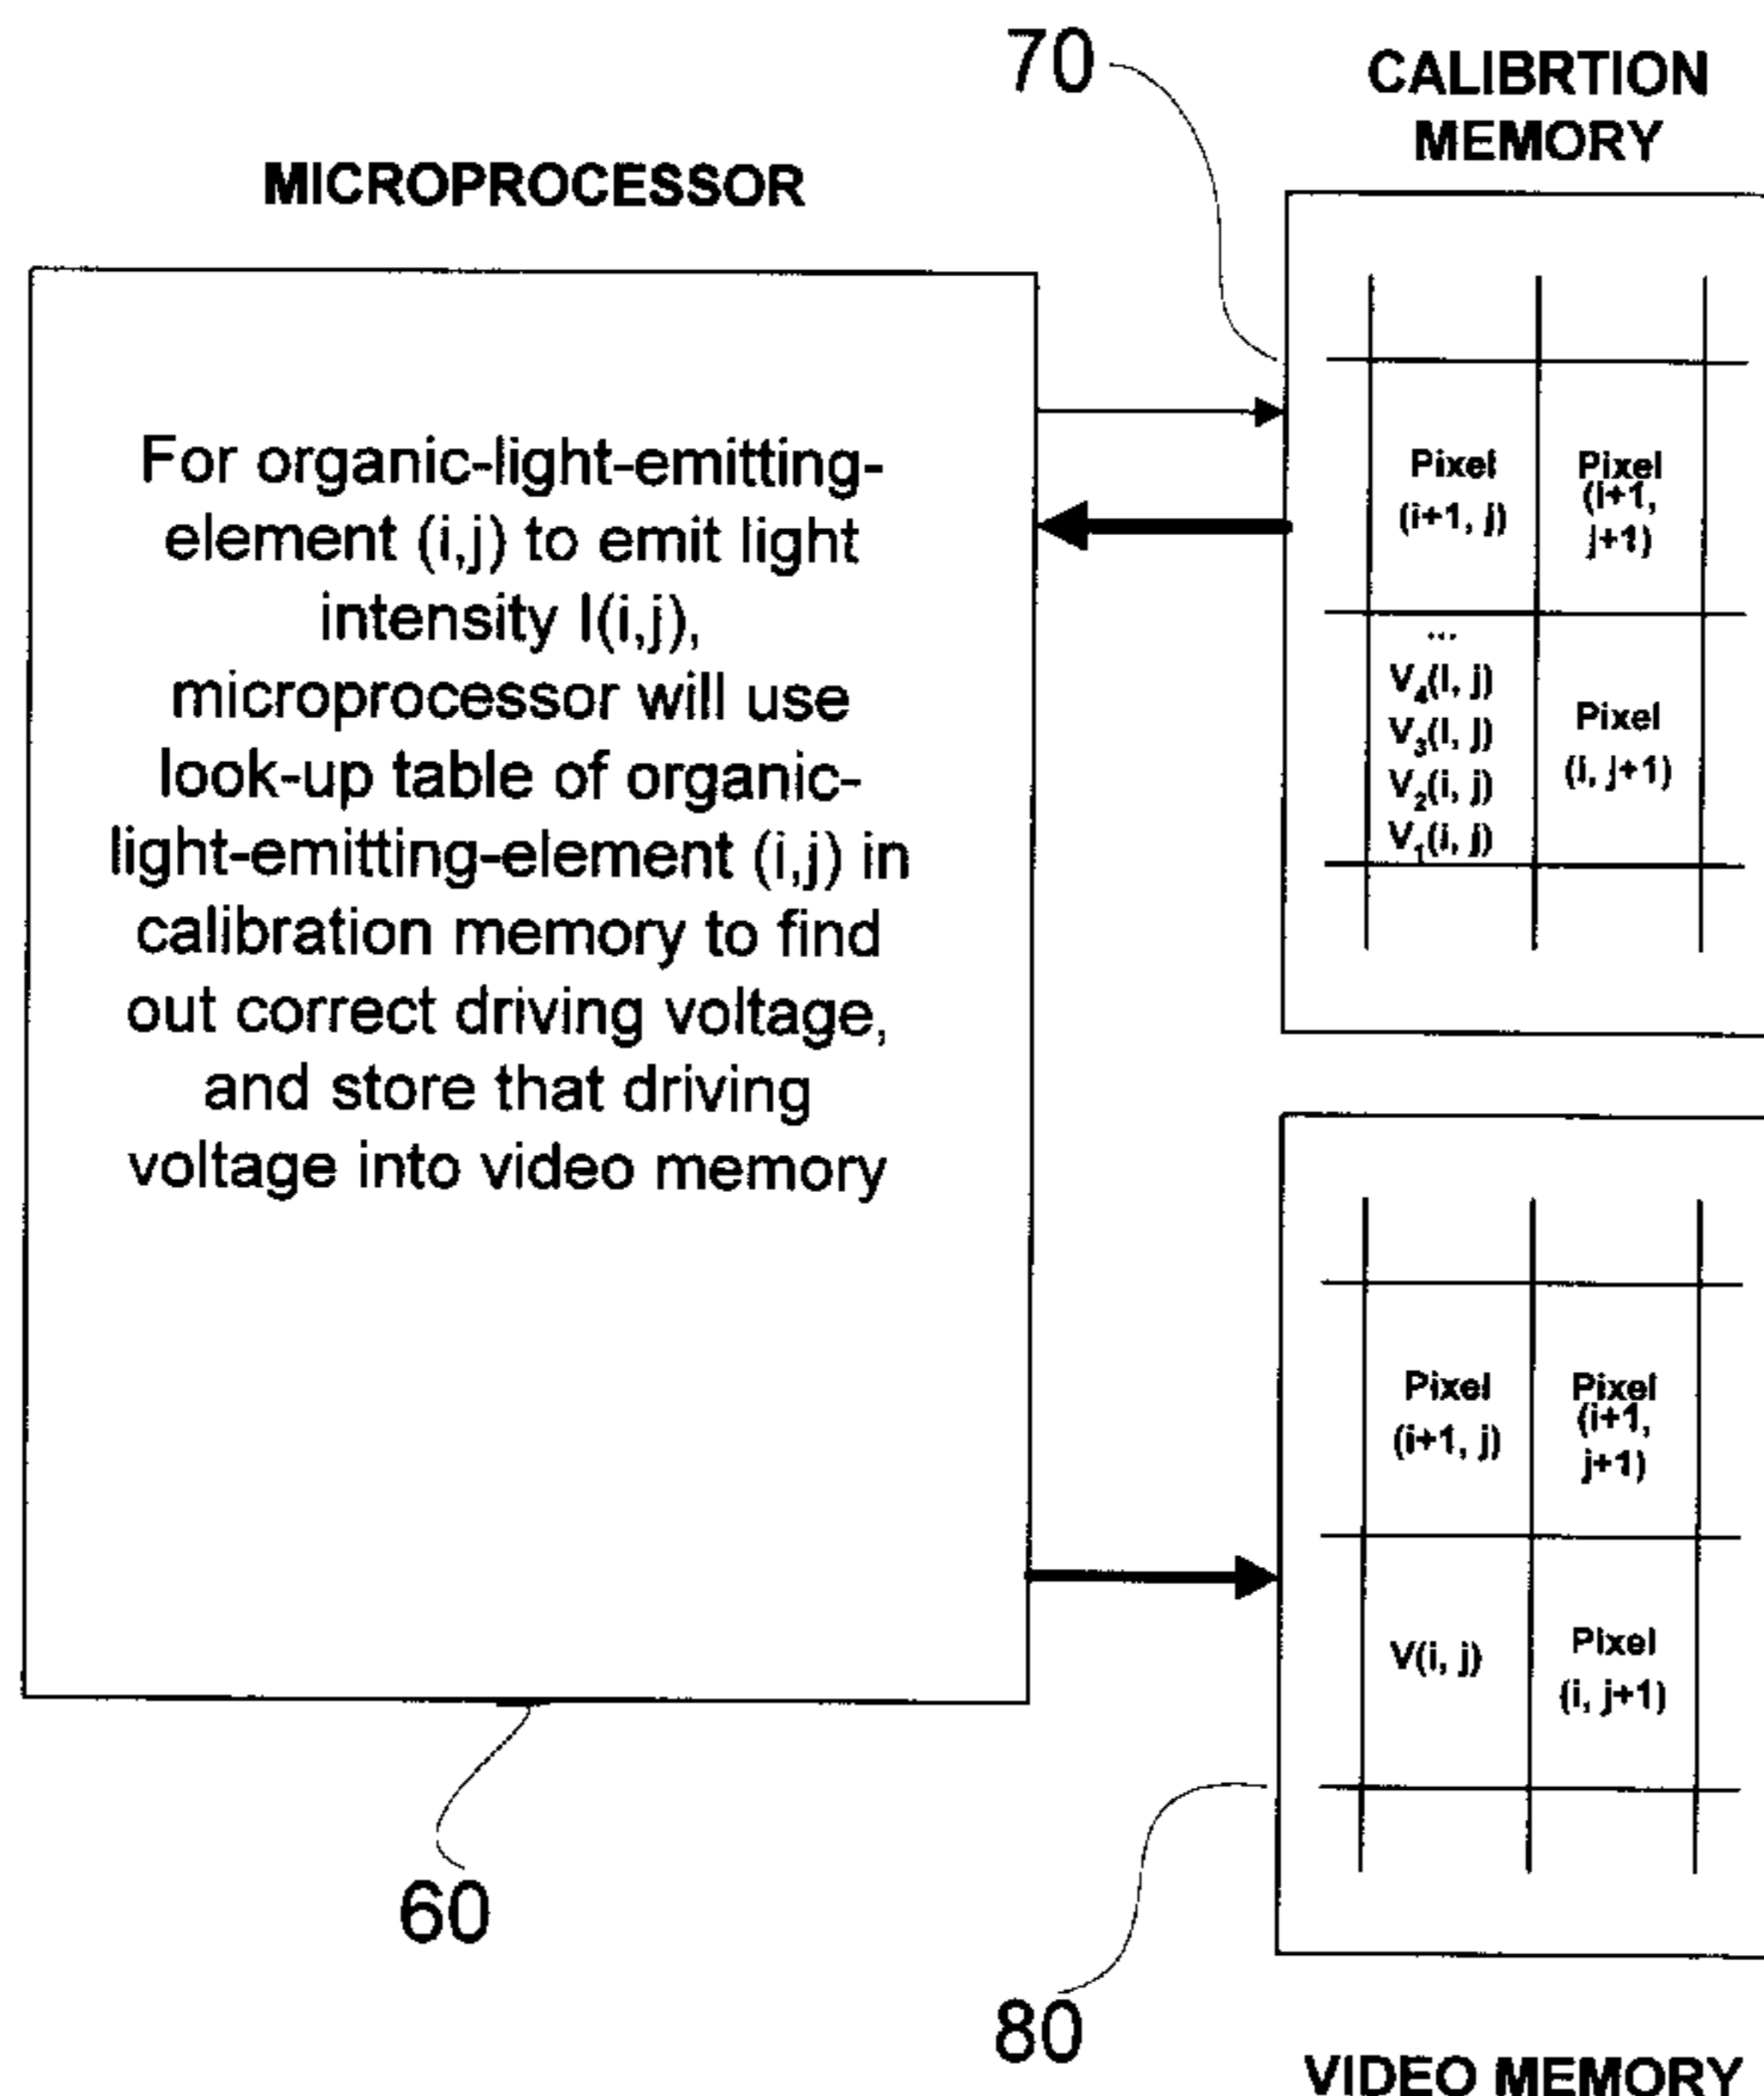 70
CALIBRTION
MEMORY
MICROPROCESSOR
For organic-light-emitting-
element (i,j) to emit light
intensity I(i,j),
microprocessor will use
look-up table of organic-
light-emitting-element (i,j) in
calibration memory to find
out correct driving voltage,
and store that driving
voltage into video memory
Pixel
(i+1, j)
Pixel
(i+1,
j+1)
...
V4(I, j)
V3(I, j)
V2(i, j)
V1(i, j)
Pixel
(i, j+1)
Pixel
(i+1, j)
Pixel
(i+1,
j+1)
V(i, j)
Pixel
(i, j+1)
60
80
VIDEO MEMORY